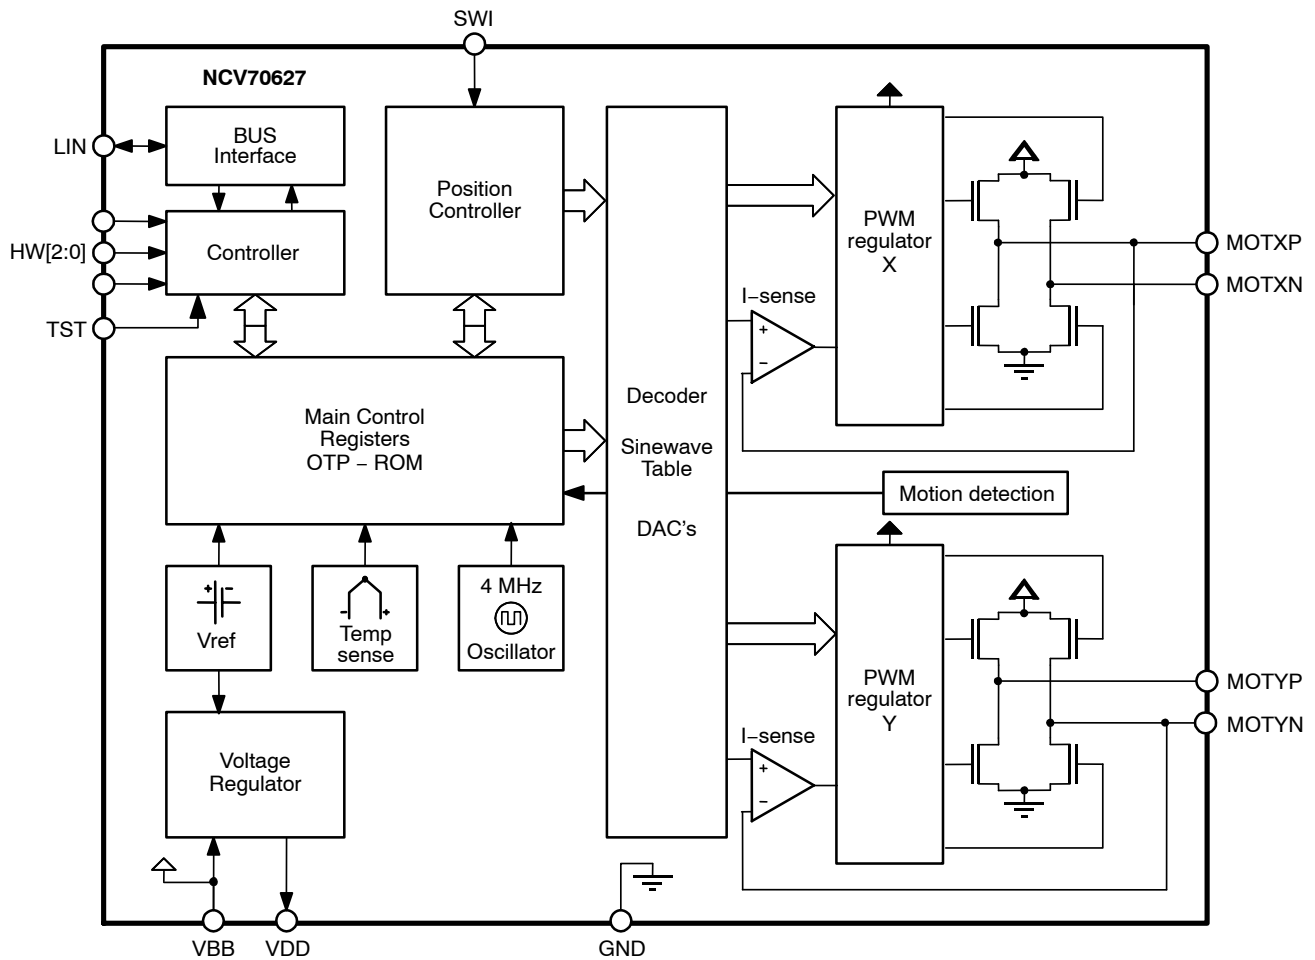 SWI
NCV70627
LIN
BUS
Interface
HW[2:0]
Controller
TST
Position
Controller
Main Control
Registers
OTP – ROM
+ -
Vref
- +
Temp
sense
4 MHz
Oscillator
Voltage
Regulator
VBB
VDD
GND
Decoder
Sinewave
Table
DAC's
I–sense
+
–
PWM
regulator
X
MOTXP
MOTXN
Motion detection
I–sense
+
–
PWM
regulator
Y
MOTYP
MOTYN